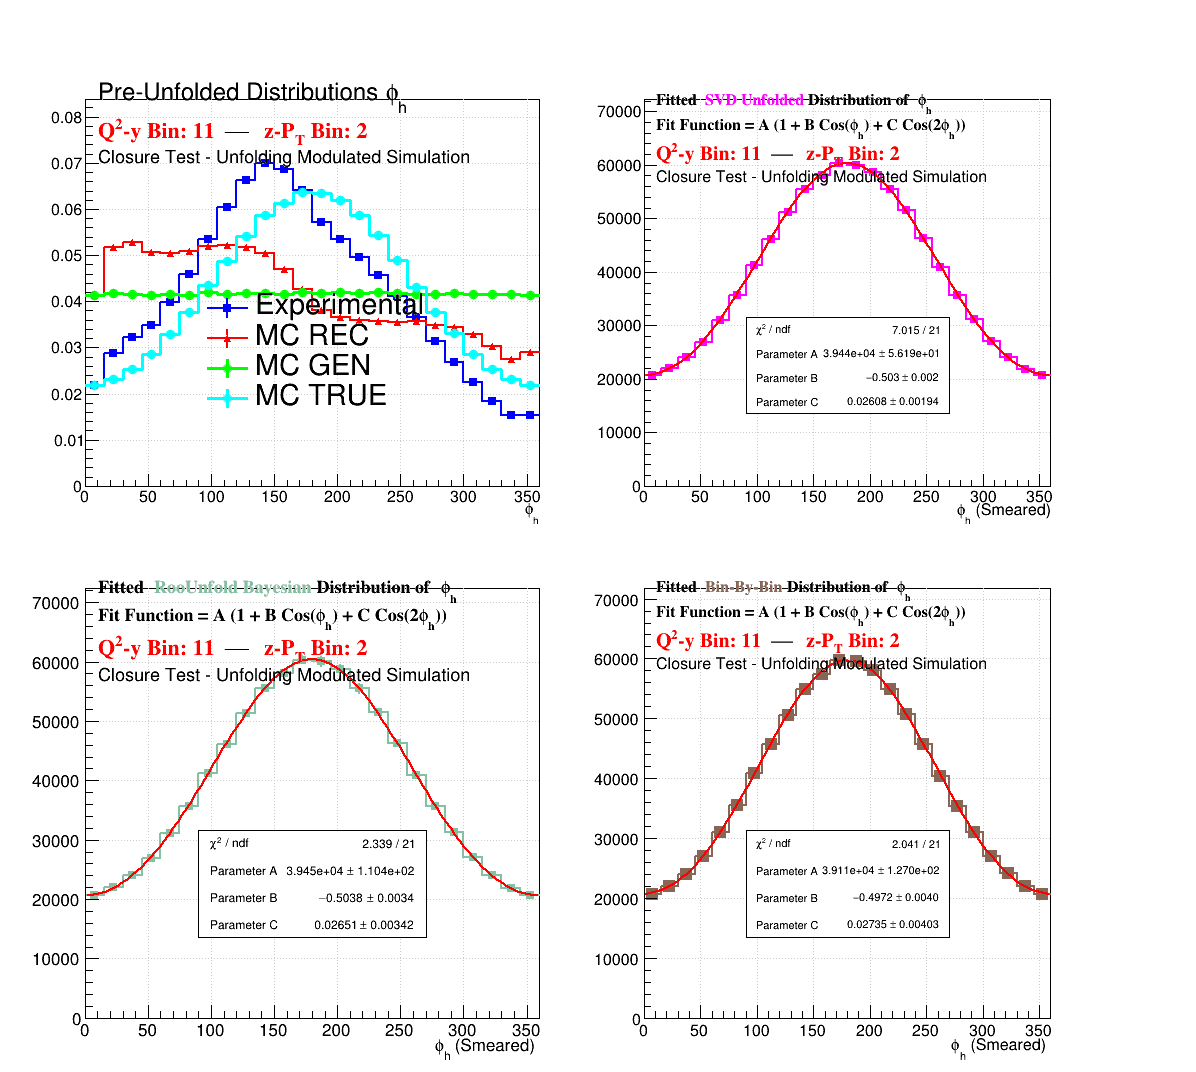 Pre-Unfolded Distributions ϕh
Q²-y Bin: 11 — z-PT Bin: 2
Closure Test - Unfolding Modulated Simulation
0.08
0.07
0.06
0.05
0.04
0.03
0.02
0.01
0
Experimental
MC REC
MC GEN
MC TRUE
0 50 100 150 200 250 300 350
ϕh
Fitted SVD Unfolded Distribution of ϕh
Fit Function = A (1 + B Cos(ϕh) + C Cos(2ϕh))
Q²-y Bin: 11 — z-PT Bin: 2
Closure Test - Unfolding Modulated Simulation
70000
60000
50000
40000
30000
20000
10000
0
χ² / ndf 7.015 / 21
Parameter A 3.944e+04 ± 5.619e+01
Parameter B −0.503 ± 0.002
Parameter C 0.02608 ± 0.00194
0 50 100 150 200 250 300 350
ϕh (Smeared)
Fitted RooUnfold Bayesian Distribution of ϕh
Fit Function = A (1 + B Cos(ϕh) + C Cos(2ϕh))
Q²-y Bin: 11 — z-PT Bin: 2
Closure Test - Unfolding Modulated Simulation
70000
60000
50000
40000
30000
20000
10000
0
χ² / ndf 2.339 / 21
Parameter A 3.945e+04 ± 1.104e+02
Parameter B −0.5038 ± 0.0034
Parameter C 0.02651 ± 0.00342
0 50 100 150 200 250 300 350
ϕh (Smeared)
Fitted Bin-By-Bin Distribution of ϕh
Fit Function = A (1 + B Cos(ϕh) + C Cos(2ϕh))
Q²-y Bin: 11 — z-PT Bin: 2
Closure Test - Unfolding Modulated Simulation
70000
60000
50000
40000
30000
20000
10000
0
χ² / ndf 2.041 / 21
Parameter A 3.911e+04 ± 1.270e+02
Parameter B −0.4972 ± 0.0040
Parameter C 0.02735 ± 0.00403
0 50 100 150 200 250 300 350
ϕh (Smeared)